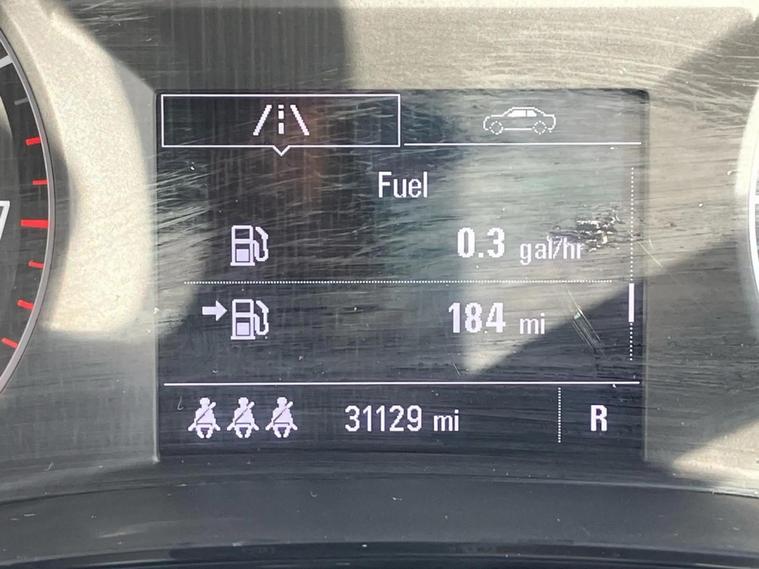 Fuel
0.3 gal/hr
184 mi
31129 mi R